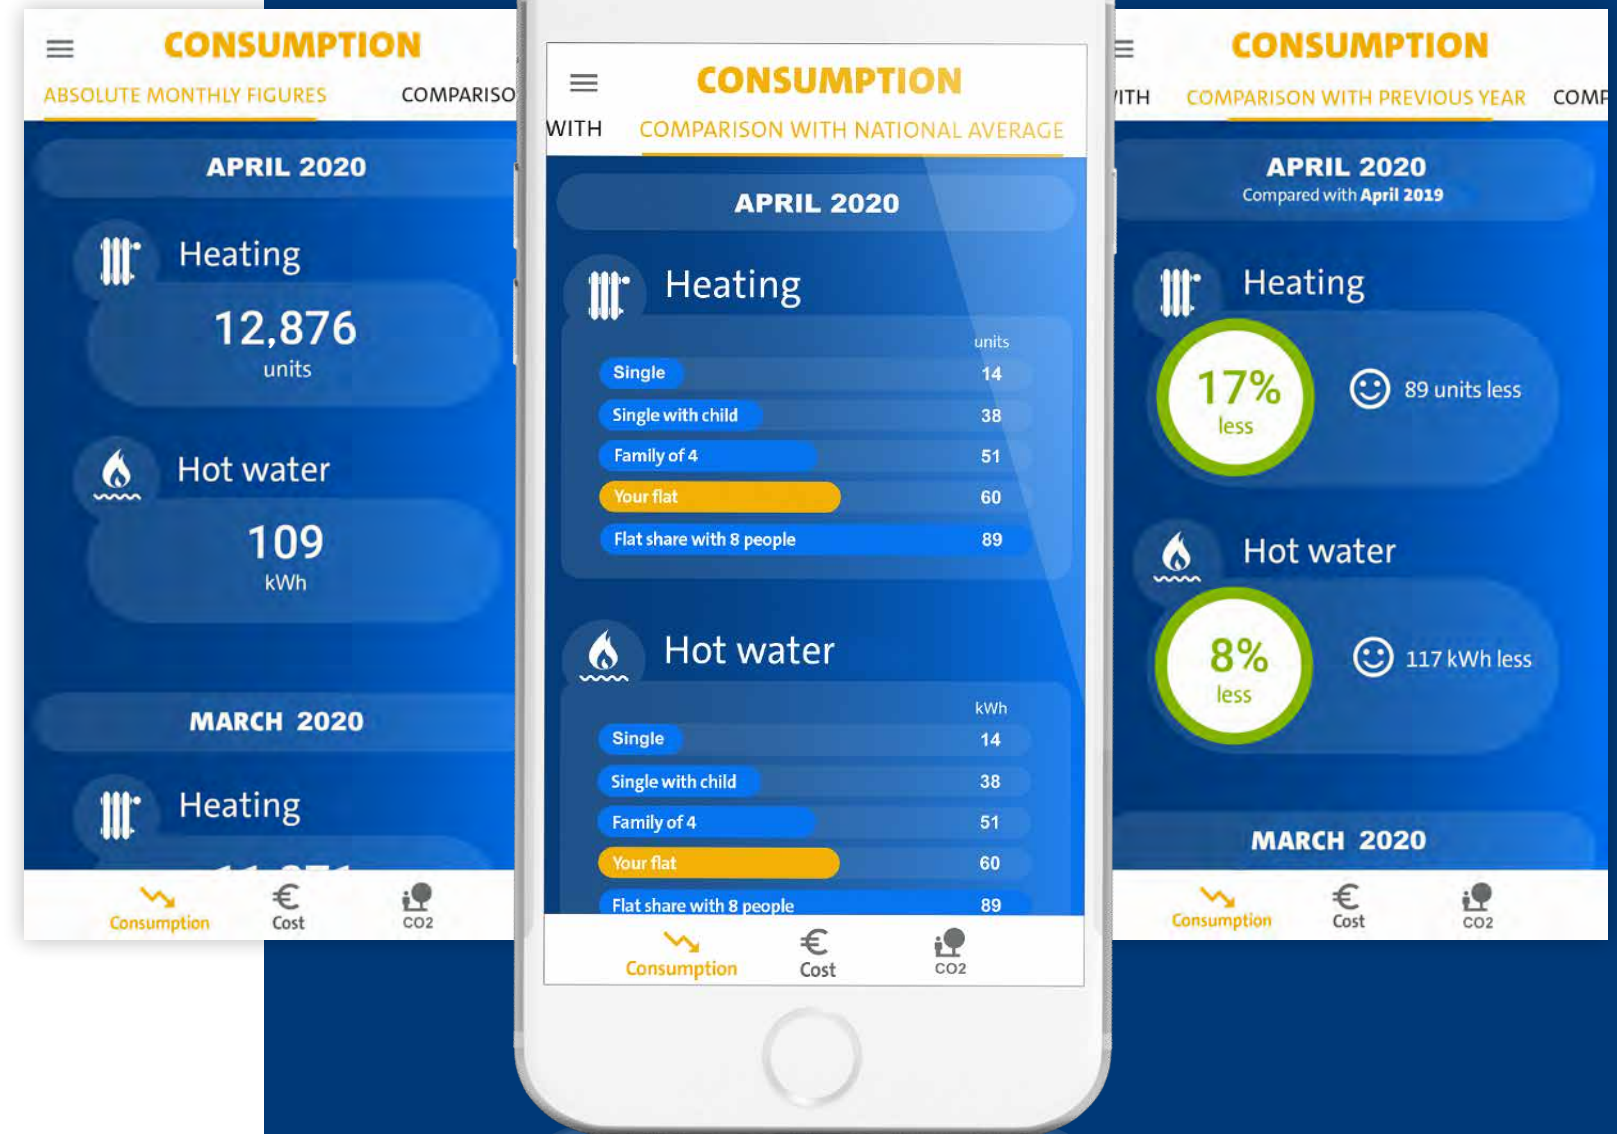 CONSUMPTION
ABSOLUTE MONTHLY FIGURES
COMPARISO
APRIL 2020
Heating
12,876
units
Hot water
109
kWh
MARCH 2020
Heating
Consumption
€
Cost
CO2
CONSUMPTION
WITH
COMPARISON WITH NATIONAL AVERAGE
APRIL 2020
Heating
units
Single 14
Single with child 38
Family of 4 51
Your flat 60
Flat share with 8 people 89
Hot water
kWh
Single 14
Single with child 38
Family of 4 51
Your flat 60
Flat share with 8 people 89
Consumption
€
Cost
CO2
CONSUMPTION
ITH
COMPARISON WITH PREVIOUS YEAR
COMP
APRIL 2020
Compared with April 2019
Heating
17%
less
89 units less
Hot water
8%
less
117 kWh less
MARCH 2020
Consumption
€
Cost
CO2